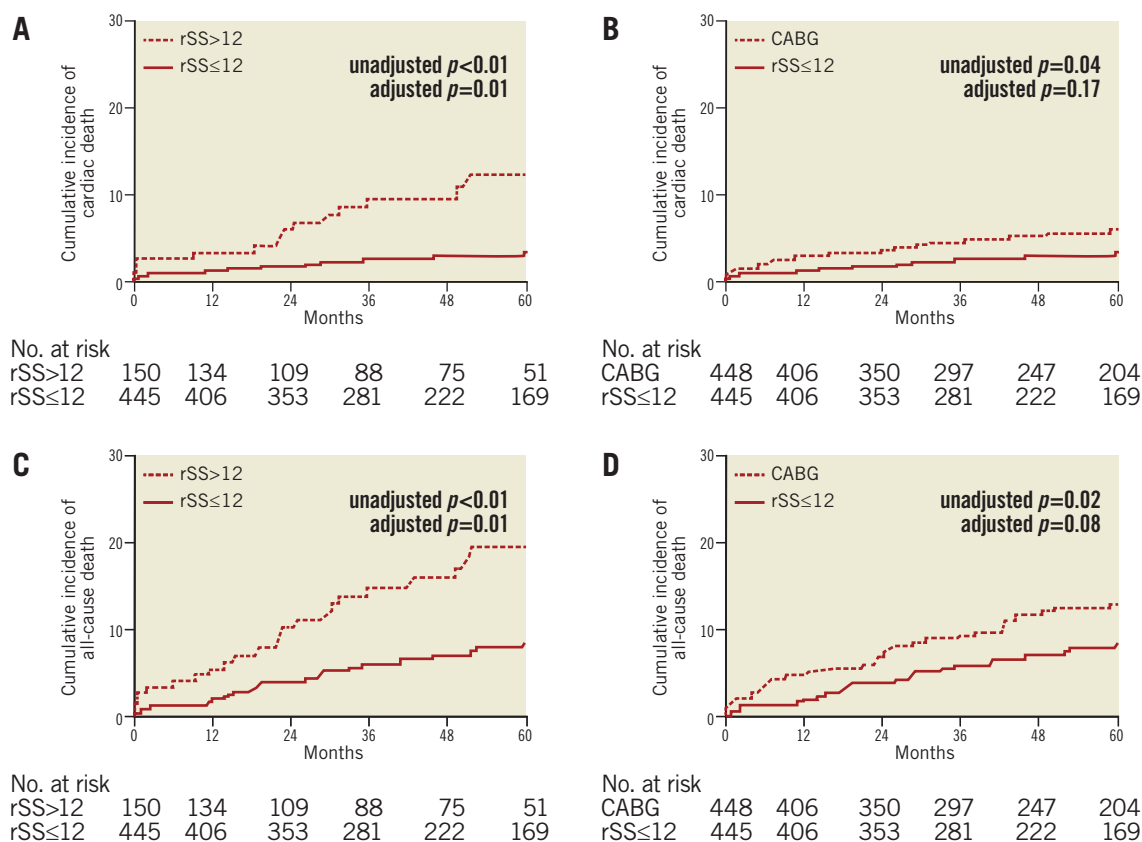 A
Cumulative incidence of
cardiac death
30
20
10
0
rSS>12
rSS≤12
unadjusted p<0.01
adjusted p=0.01
0 12 24 36 48 60
Months
No. at risk
rSS>12 150 134 109 88 75 51
rSS≤12 445 406 353 281 222 169
B
Cumulative incidence of
cardiac death
30
20
10
0
CABG
rSS≤12
unadjusted p=0.04
adjusted p=0.17
0 12 24 36 48 60
Months
No. at risk
CABG 448 406 350 297 247 204
rSS≤12 445 406 353 281 222 169
C
Cumulative incidence of
all-cause death
30
20
10
0
rSS>12
rSS≤12
unadjusted p<0.01
adjusted p=0.01
0 12 24 36 48 60
Months
No. at risk
rSS>12 150 134 109 88 75 51
rSS≤12 445 406 353 281 222 169
D
Cumulative incidence of
all-cause death
30
20
10
0
CABG
rSS≤12
unadjusted p=0.02
adjusted p=0.08
0 12 24 36 48 60
Months
No. at risk
CABG 448 406 350 297 247 204
rSS≤12 445 406 353 281 222 169